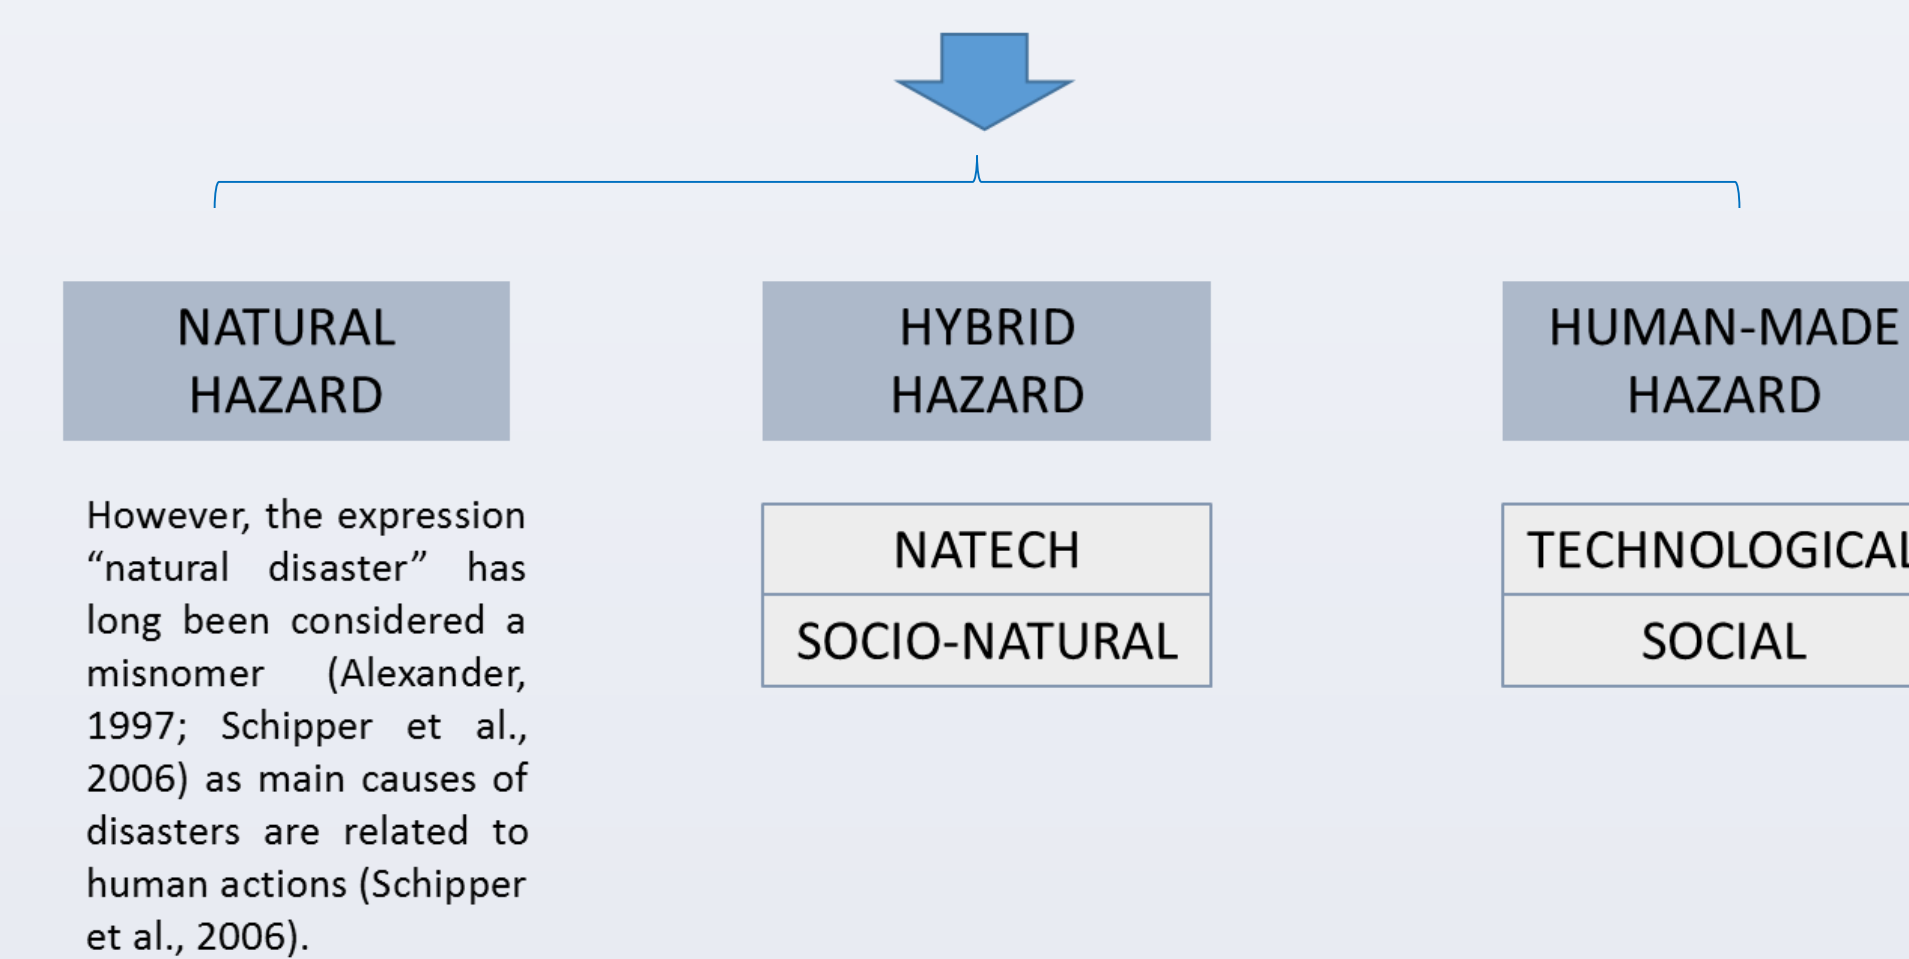 NATURAL
HAZARD
However, the expression
“natural disaster” has
long been considered a
misnomer (Alexander,
1997; Schipper et al.,
2006) as main causes of
disasters are related to
human actions (Schipper
et al., 2006).
HYBRID
HAZARD
NATECH
SOCIO-NATURAL
HUMAN-MADE
HAZARD
TECHNOLOGICAL
SOCIAL